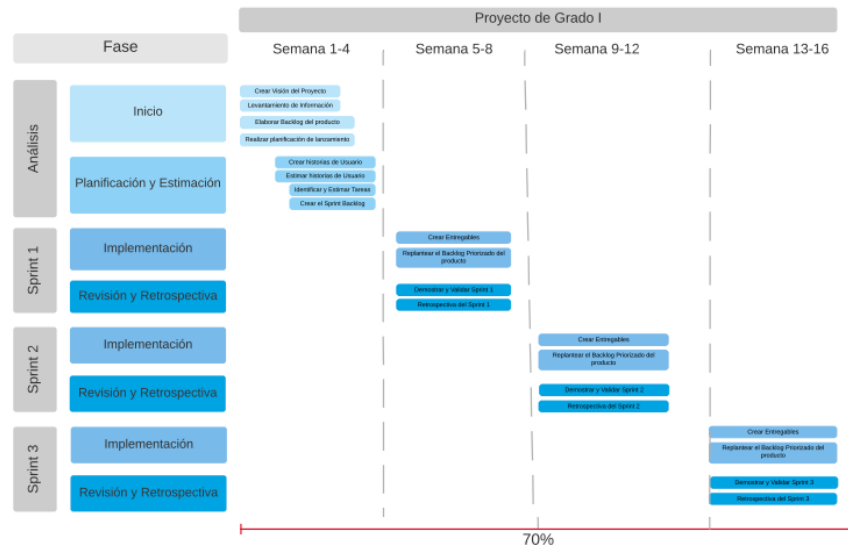 Proyecto de Grado I
Fase
Semana 1-4
Semana 5-8
Semana 9-12
Semana 13-16
Análisis
Inicio
Crear Visión del Proyecto
Levantamiento de Información
Elaborar Backlog del producto
Realizar planificación de lanzamiento
Planificación y Estimación
Crear historias de Usuario
Estimar historias de Usuario
Identificar y Estimar Tareas
Crear el Sprint Backlog
Sprint 1
Implementación
Crear Entregables
Replantear el Backlog Priorizado del
producto
Revisión y Retrospectiva
Demostrar y Validar Sprint 1
Retrospectiva del Sprint 1
Sprint 2
Implementación
Crear Entregables
Replantear el Backlog Priorizado del
producto
Revisión y Retrospectiva
Demostrar y Validar Sprint 2
Retrospectiva del Sprint 2
Sprint 3
Implementación
Crear Entregables
Replantear el Backlog Priorizado del
producto
Revisión y Retrospectiva
Demostrar y Validar Sprint 3
Retrospectiva del Sprint 3
70%